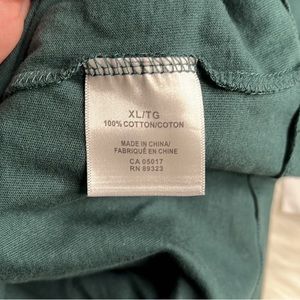 XL/TG
100% COTTON/COTON
MADE IN CHINA/
FABRIQUÉ EN CHINE
CA 05017
RN 89323